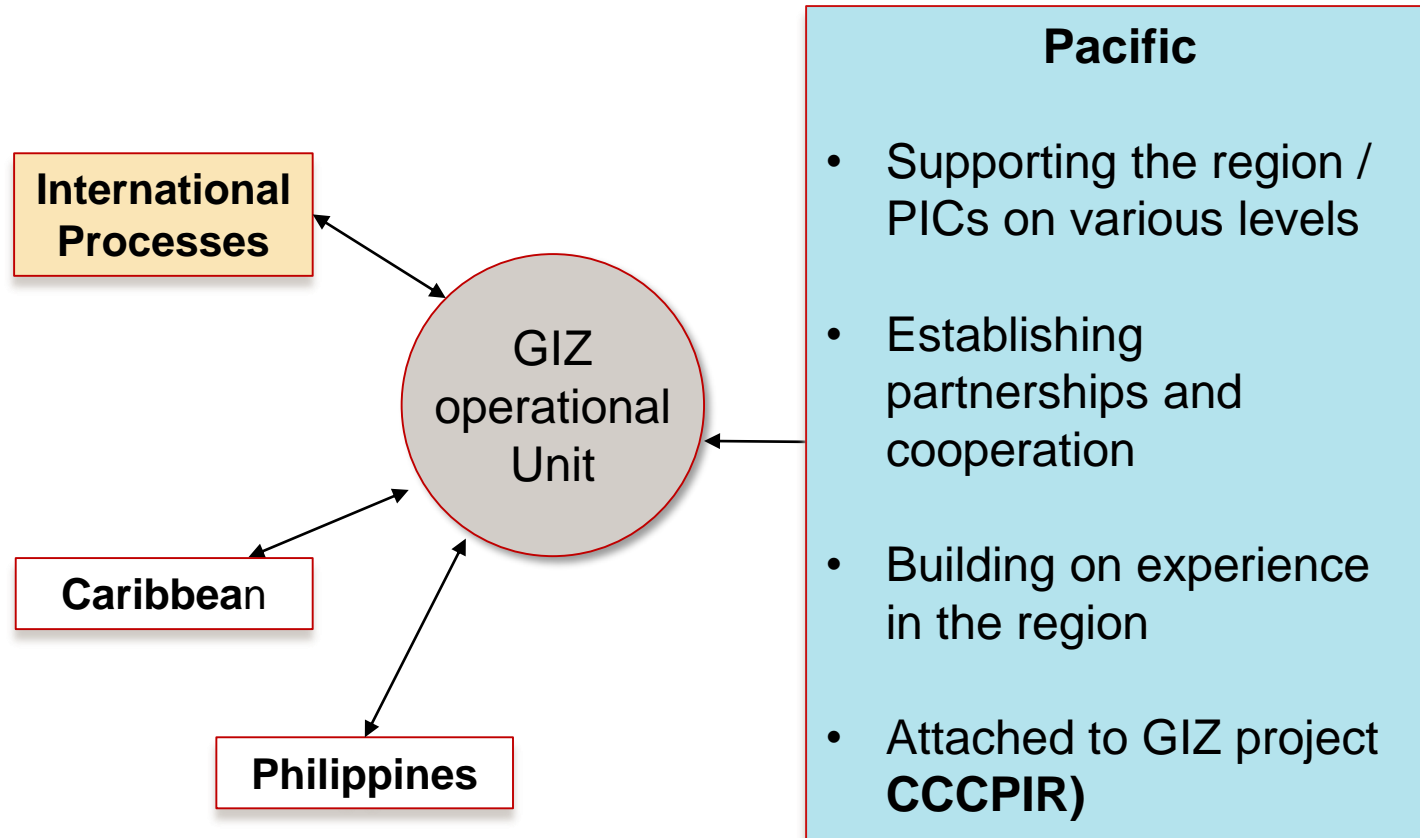 International
Processes
GIZ
operational
Unit
Caribbean
Philippines
Pacific
• Supporting the region /
PICs on various levels
• Establishing
partnerships and
cooperation
• Building on experience
in the region
• Attached to GIZ project
CCCPIR)